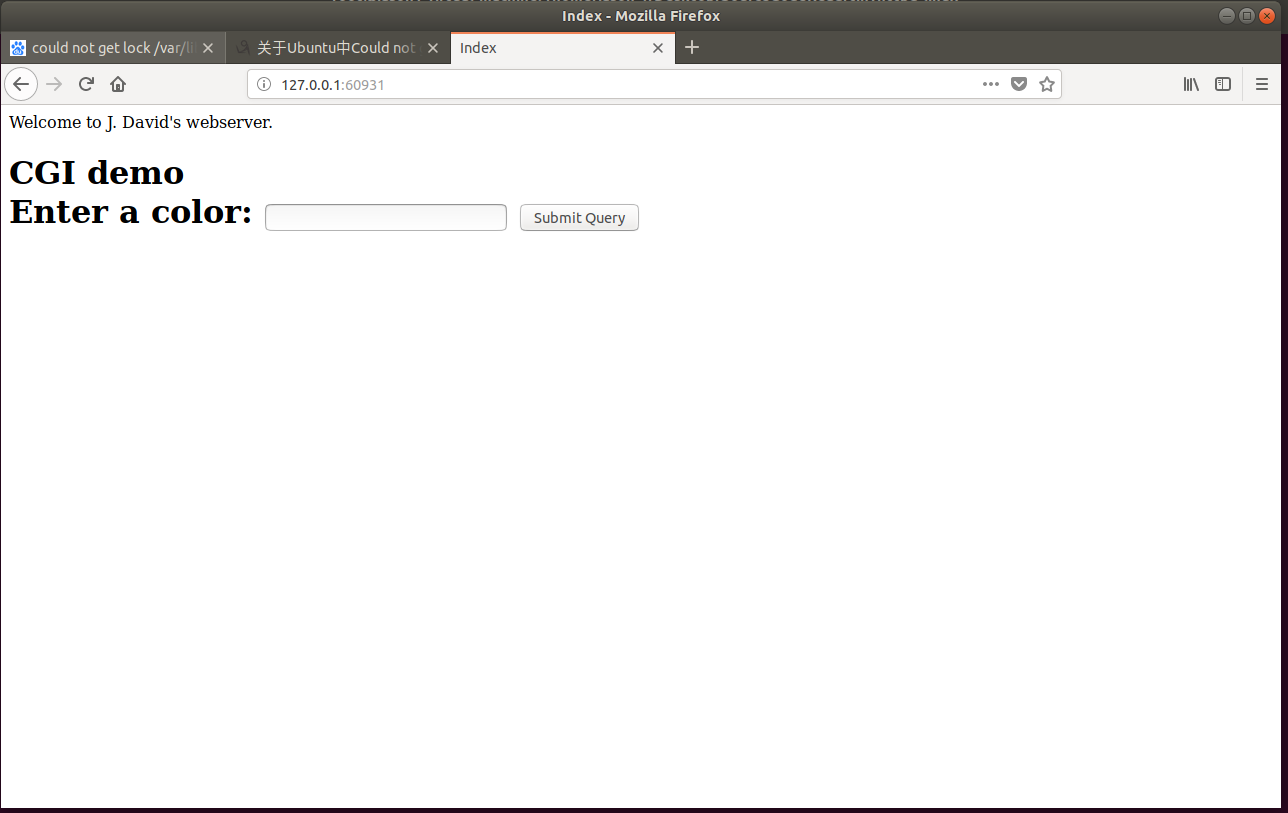 Index - Mozilla Firefox
could not get lock /var/li
关于Ubuntu中Could not
Index
127.0.0.1:60931
Welcome to J. David's webserver.
CGI demo
Enter a color:
Submit Query